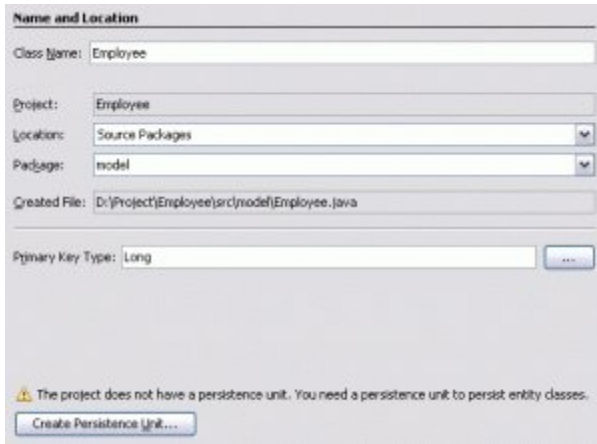 Name and Location
Class Name: Employee
Project: Employee
Location: Source Packages
Package: model
Created File: D:\Project\Employee\src\model\Employee.java
Primary Key Type: Long ...
The project does not have a persistence unit. You need a persistence unit to persist entity classes.
Create Persistence Unit...